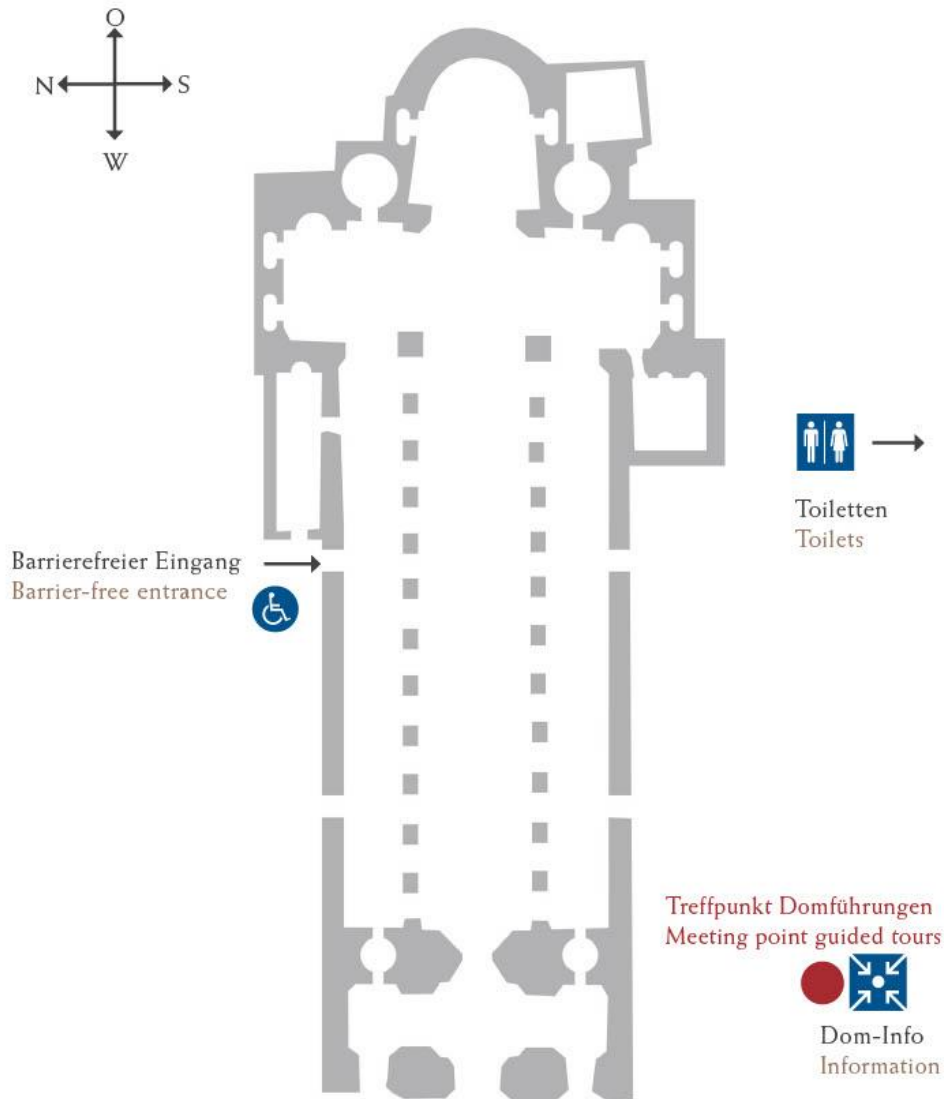 O
N S
W
Barrierefreier Eingang
Barrier-free entrance
Toiletten
Toilets
Treffpunkt Domführungen
Meeting point guided tours
Dom-Info
Information